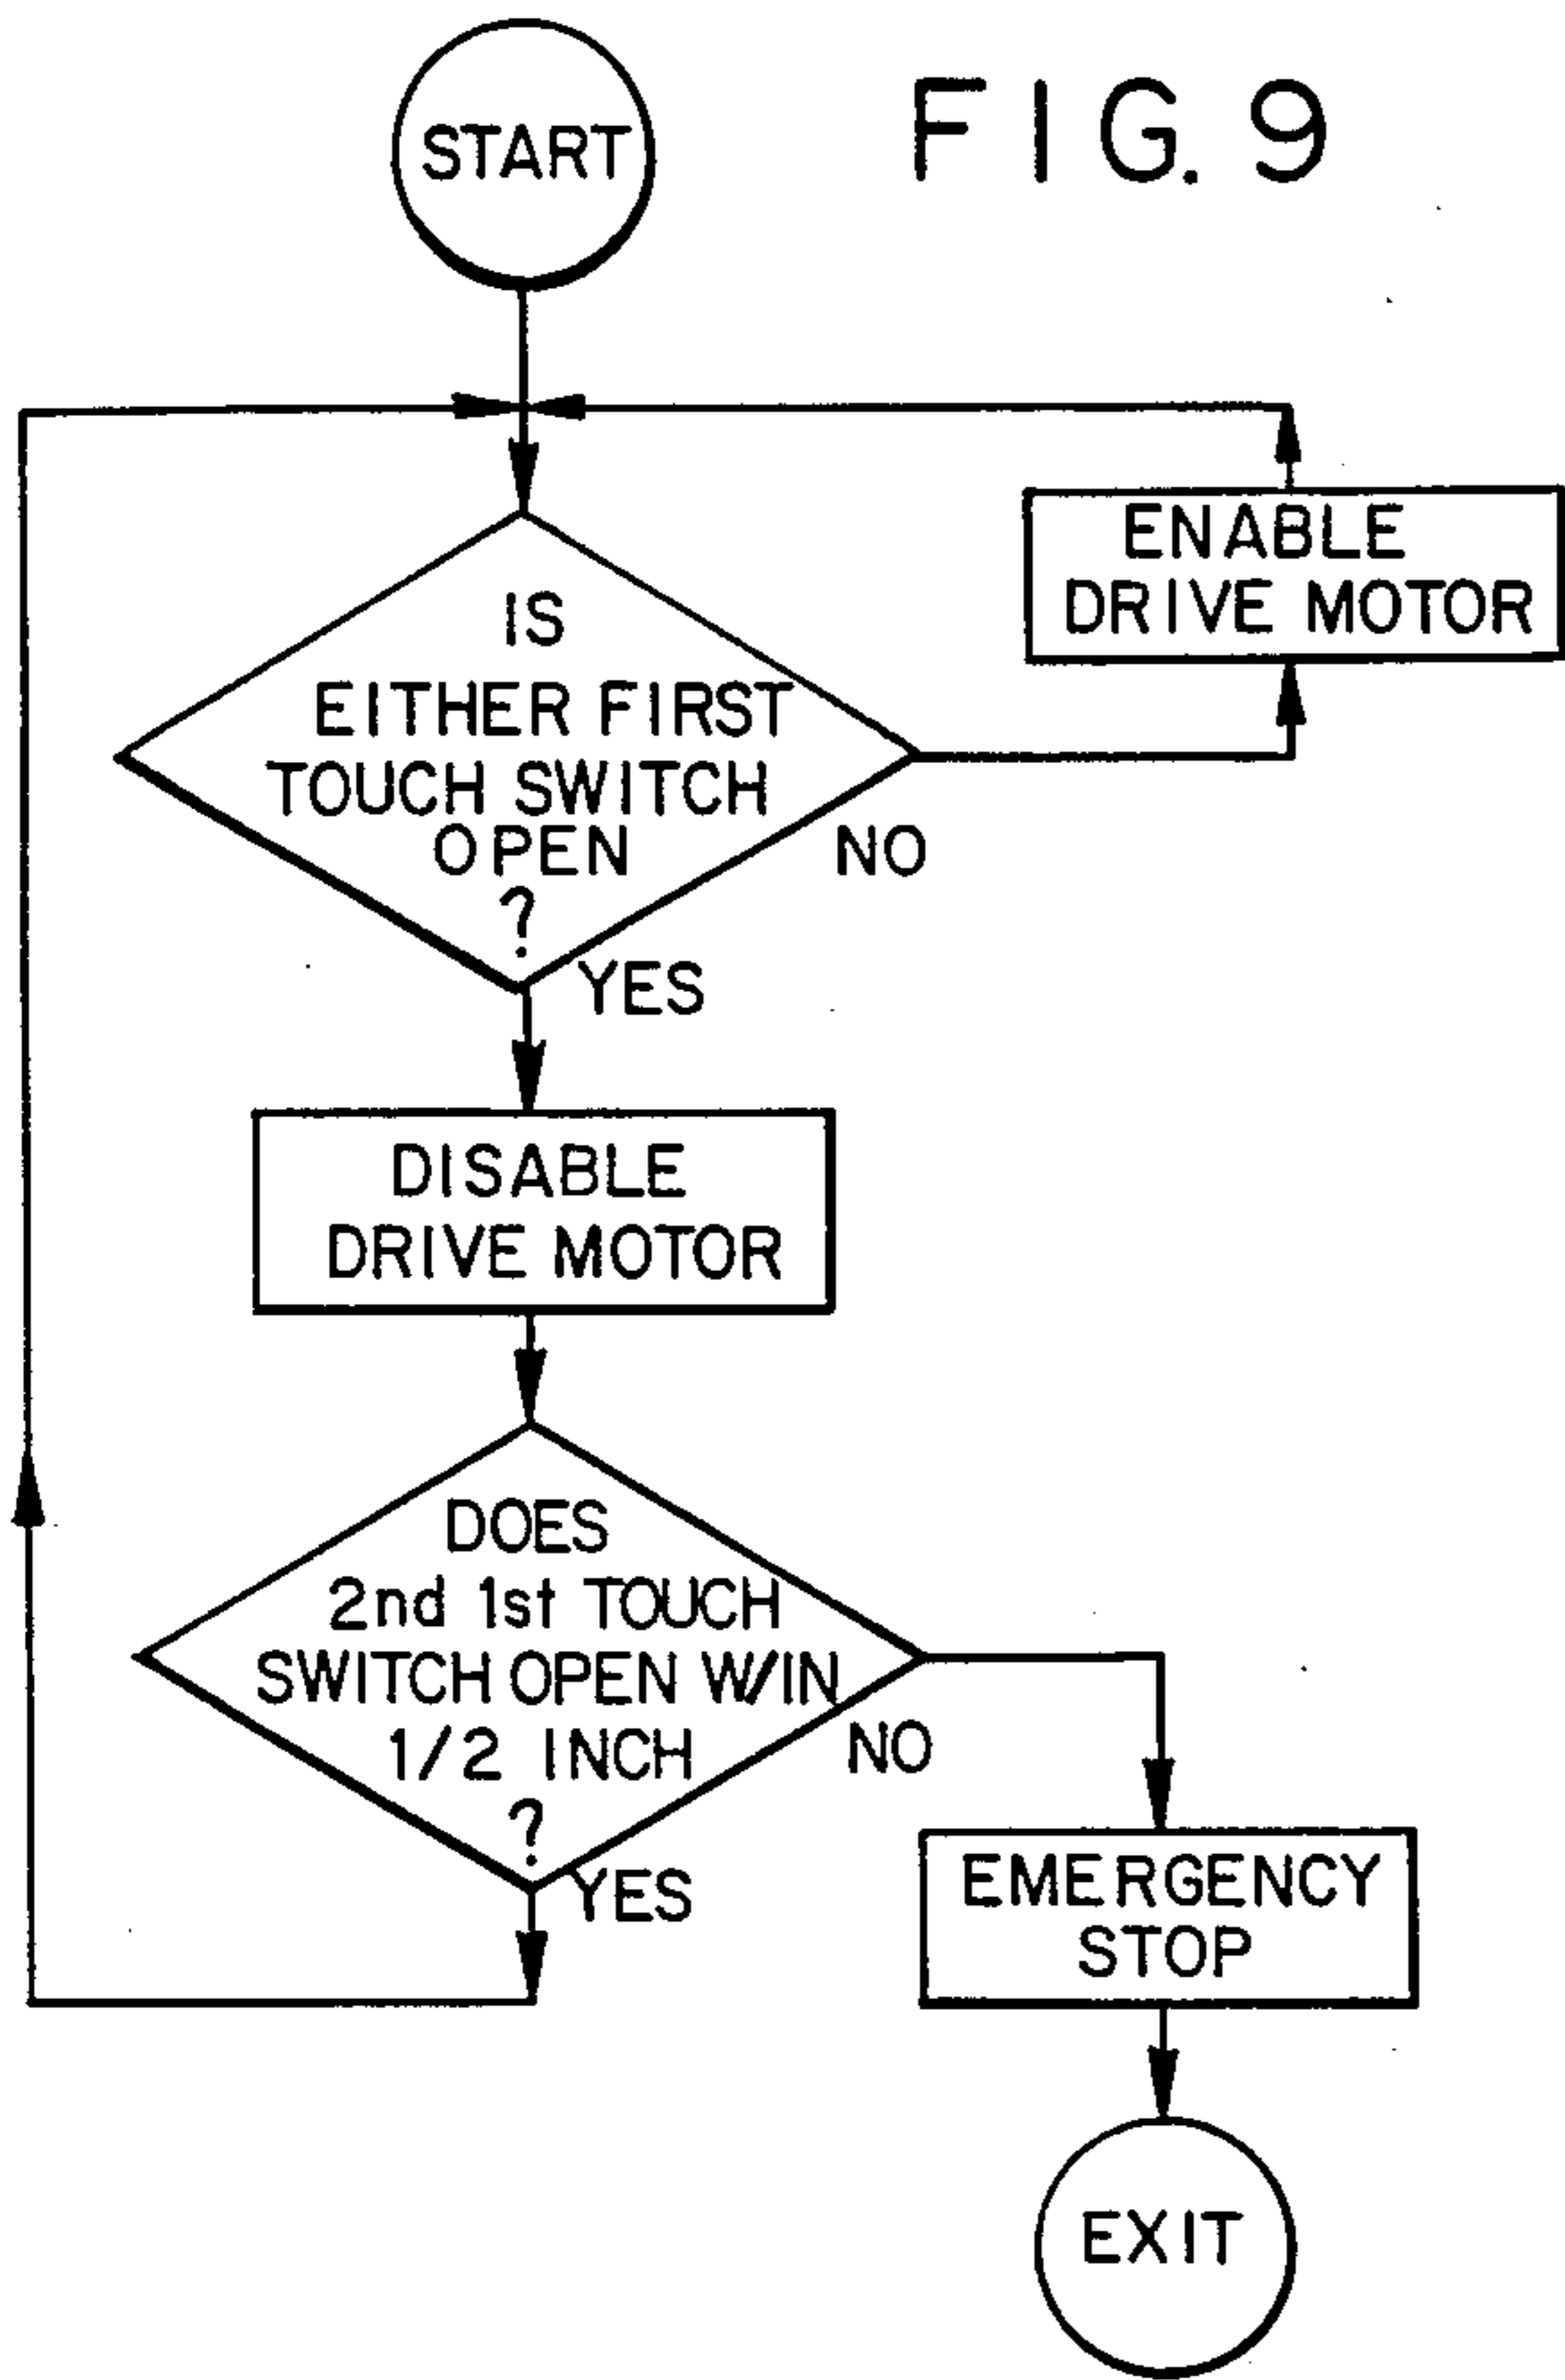 START
FIG. 9
ENABLE
DRIVE MOTOR
IS
EITHER FIRST
TOUCH SWITCH
OPEN
?
NO
YES
DISABLE
DRIVE MOTOR
DOES
2nd 1st TOUCH
SWITCH OPEN W/IN
1/2 INCH
?
NO
YES
EMERGENCY
STOP
EXIT